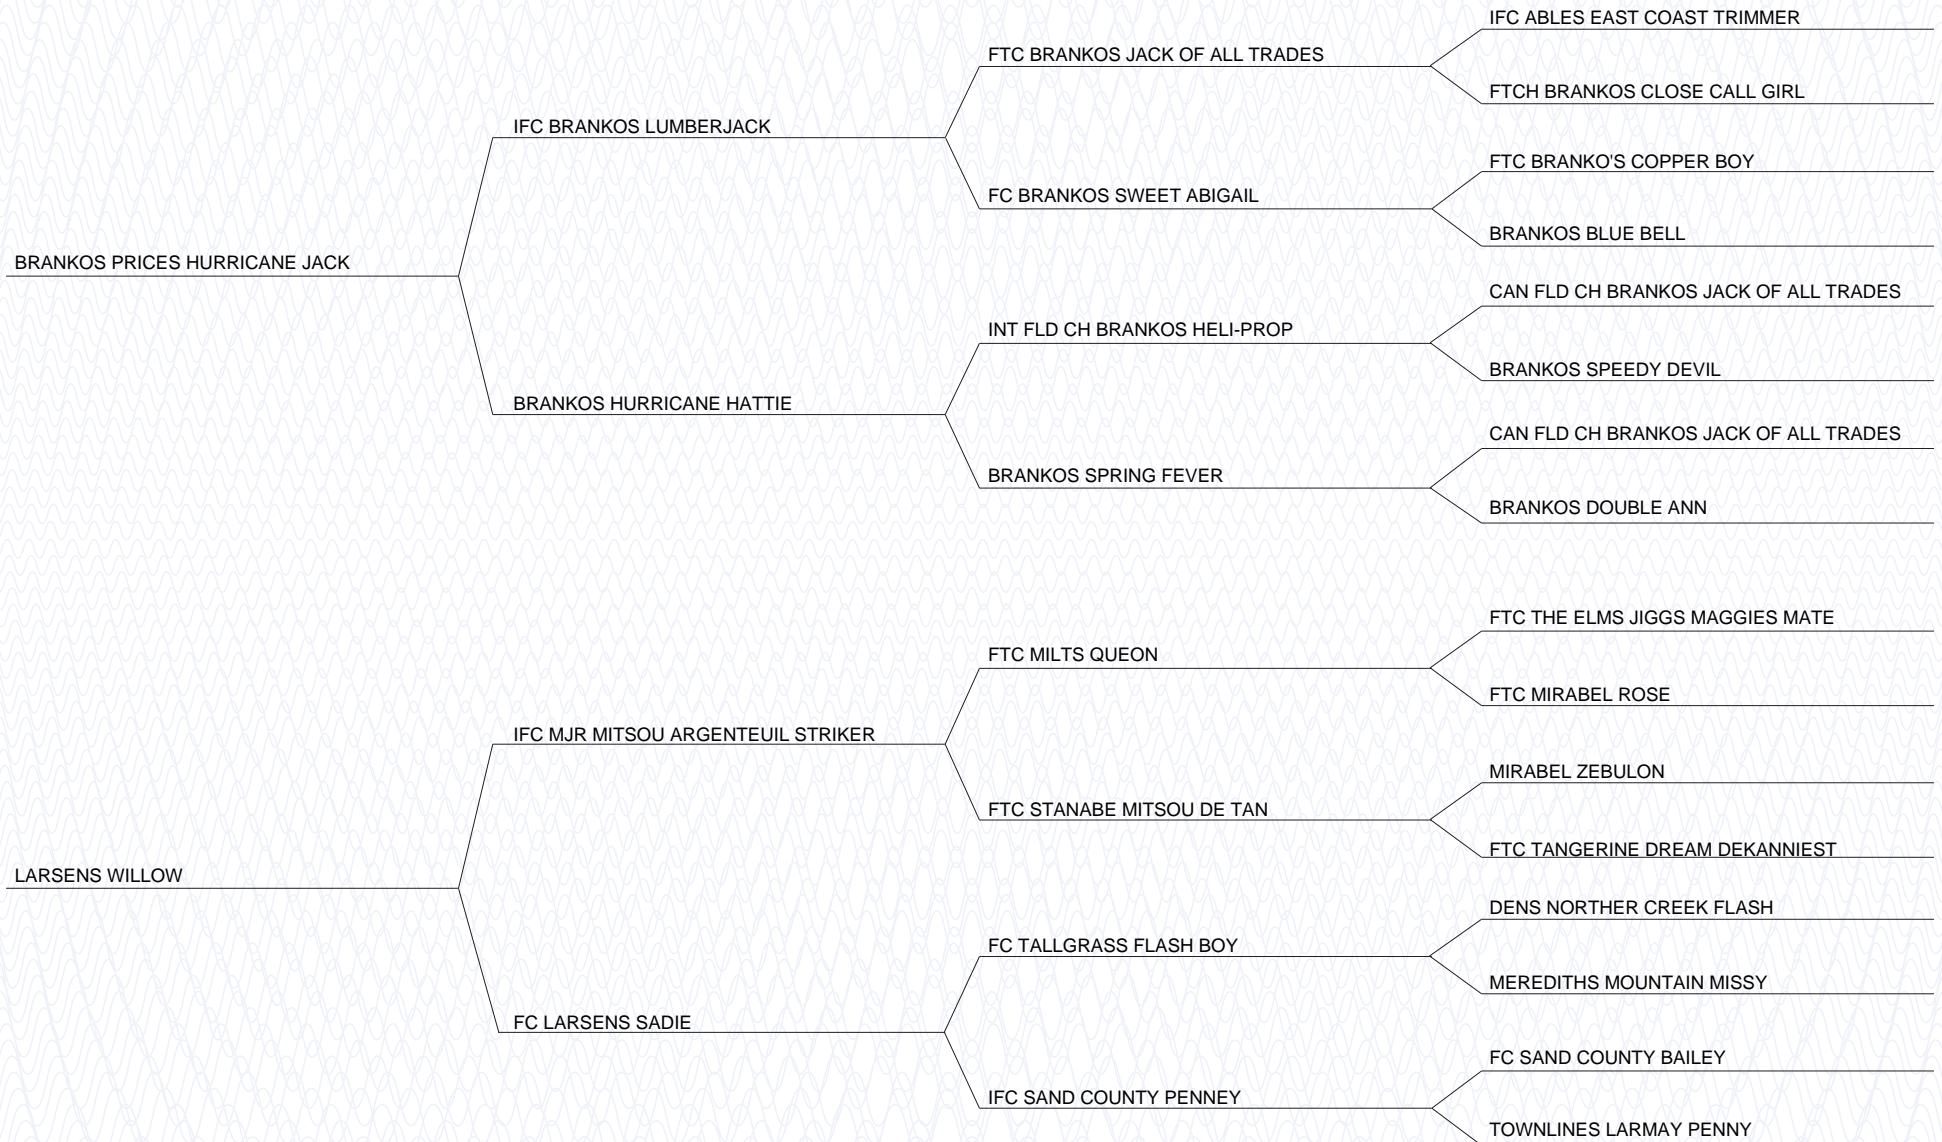 IFC ABLES EAST COAST TRIMMER
FTC BRANKOS JACK OF ALL TRADES
FTCH BRANKOS CLOSE CALL GIRL
IFC BRANKOS LUMBERJACK
FTC BRANKO'S COPPER BOY
FC BRANKOS SWEET ABIGAIL
BRANKOS BLUE BELL
BRANKOS PRICES HURRICANE JACK
CAN FLD CH BRANKOS JACK OF ALL TRADES
INT FLD CH BRANKOS HELI-PROP
BRANKOS SPEEDY DEVIL
BRANKOS HURRICANE HATTIE
CAN FLD CH BRANKOS JACK OF ALL TRADES
BRANKOS SPRING FEVER
BRANKOS DOUBLE ANN
FTC THE ELMS JIGGS MAGGIES MATE
FTC MILTS QUEON
FTC MIRABEL ROSE
IFC MJR MITSOU ARGENTEUIL STRIKER
MIRABEL ZEBULON
FTC STANABE MITSOU DE TAN
FTC TANGERINE DREAM DEKANNIEST
LARSENS WILLOW
DENS NORTHER CREEK FLASH
FC TALLGRASS FLASH BOY
MEREDITHS MOUNTAIN MISSY
FC LARSENS SADIE
FC SAND COUNTY BAILEY
IFC SAND COUNTY PENNEY
TOWNLINES LARMAY PENNY